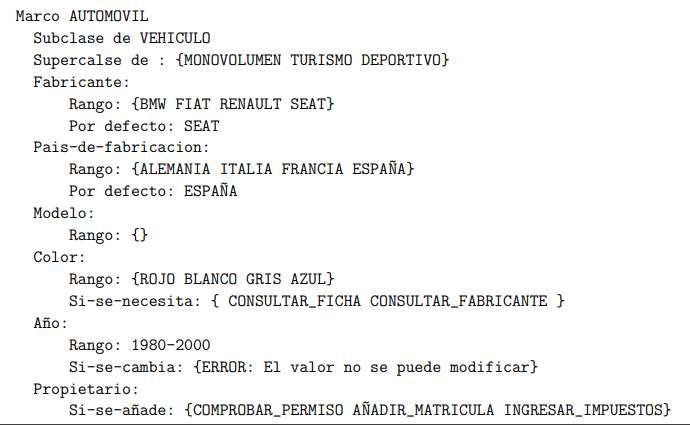 Marco AUTOMOVIL
Subclase de VEHICULO
Supercalse de : {MONOVOLUMEN TURISMO DEPORTIVO}
Fabricante:
Rango: {BMW FIAT RENAULT SEAT}
Por defecto: SEAT
Pais-de-fabricacion:
Rango: {ALEMANIA ITALIA FRANCIA ESPAÑA}
Por defecto: ESPAÑA
Modelo:
Rango: {}
Color:
Rango: {ROJO BLANCO GRIS AZUL}
Si-se-necesita: { CONSULTAR_FICHA CONSULTAR_FABRICANTE }
Año:
Rango: 1980-2000
Si-se-cambia: {ERROR: El valor no se puede modificar}
Propietario:
Si-se-añade: {COMPROBAR_PERMISO AÑADIR_MATRICULA INGRESAR_IMPUESTOS}